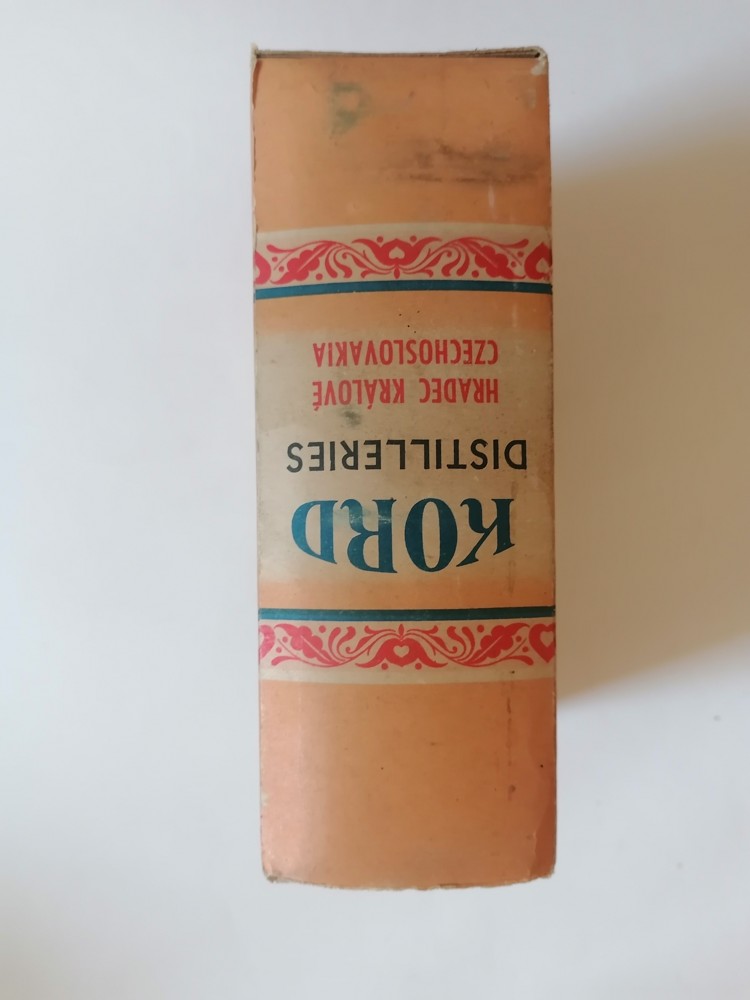 KORD
DISTILLERIES
HRADEC KRÁLOVÉ
CZECHOSLOVAKIA